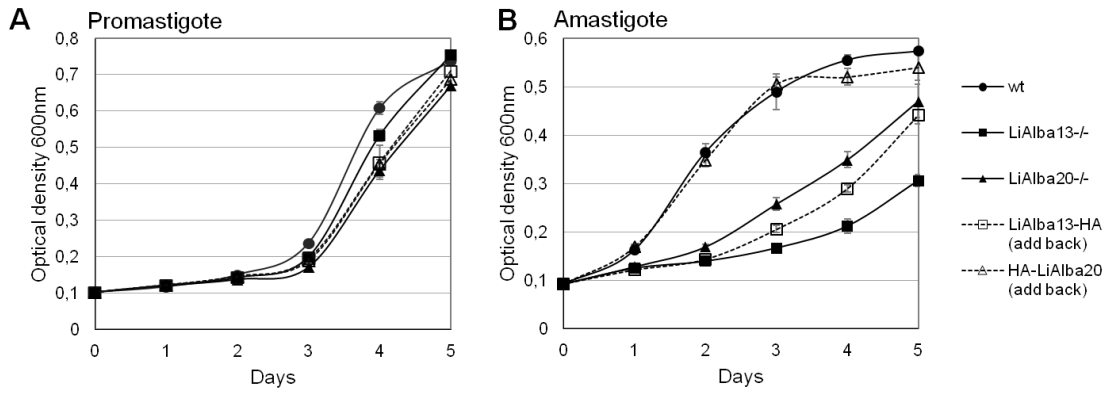 A Promastigote
0,8
0,7
0,6
0,5
0,4
0,3
0,2
0,1
0
Optical density 600nm
0 1 2 3 4 5
Days
B Amastigote
0,6
0,5
0,4
0,3
0,2
0,1
0
Optical density 600nm
0 1 2 3 4 5
Days
wt
LiAlba13-/-
LiAlba20-/-
LiAlba13-HA
(add back)
HA-LiAlba20
(add back)